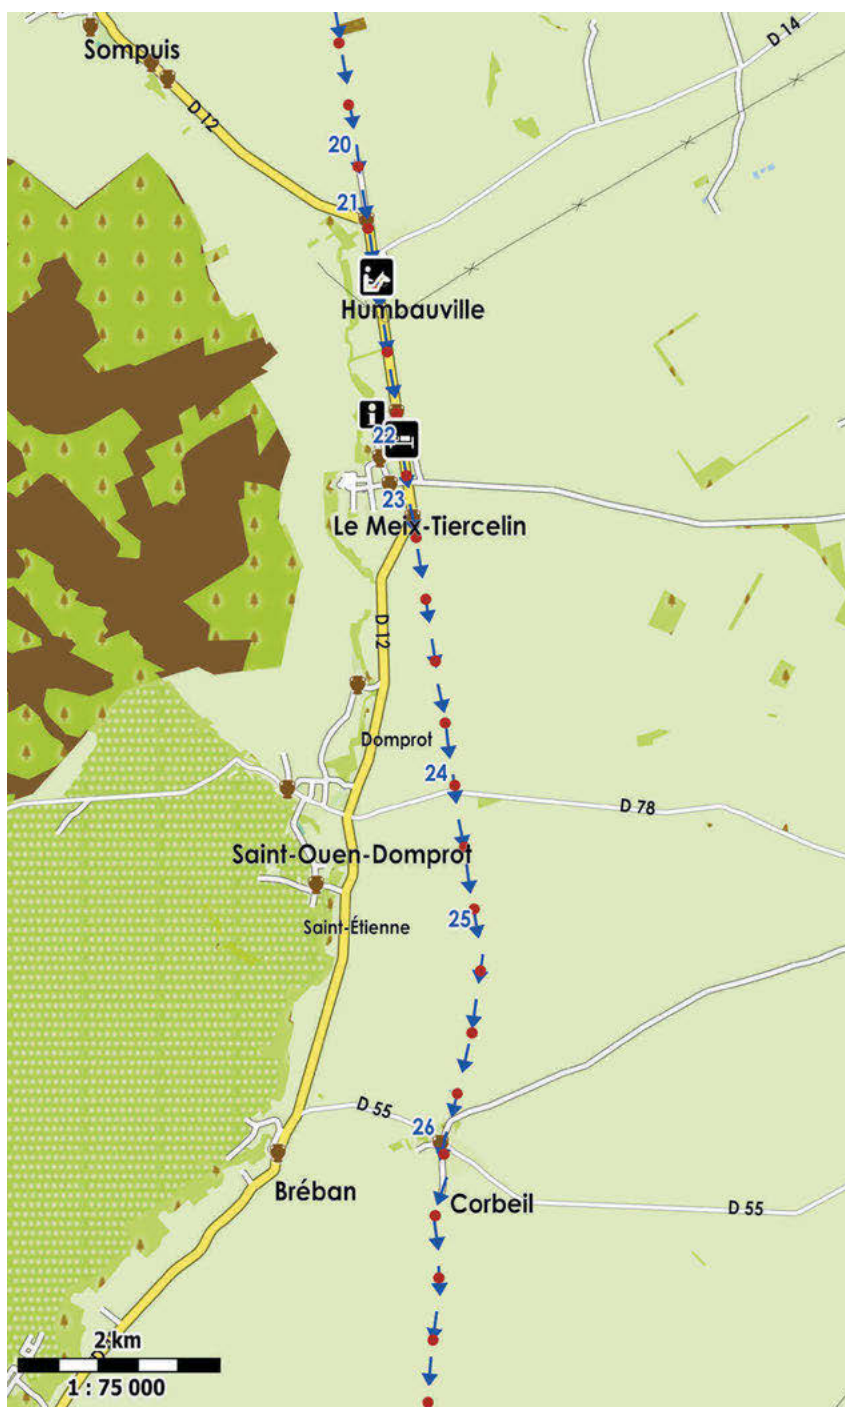 Sompuis
D 14
D 12
20
21
Humbauville
22
23
Le Meix-Tiercelin
D 12
Domprot
24
D 78
Saint-Ouen-Domprot
25
Saint-Étienne
D 55
26
Bréban
Corbeil
D 55
2 km
1 : 75 000